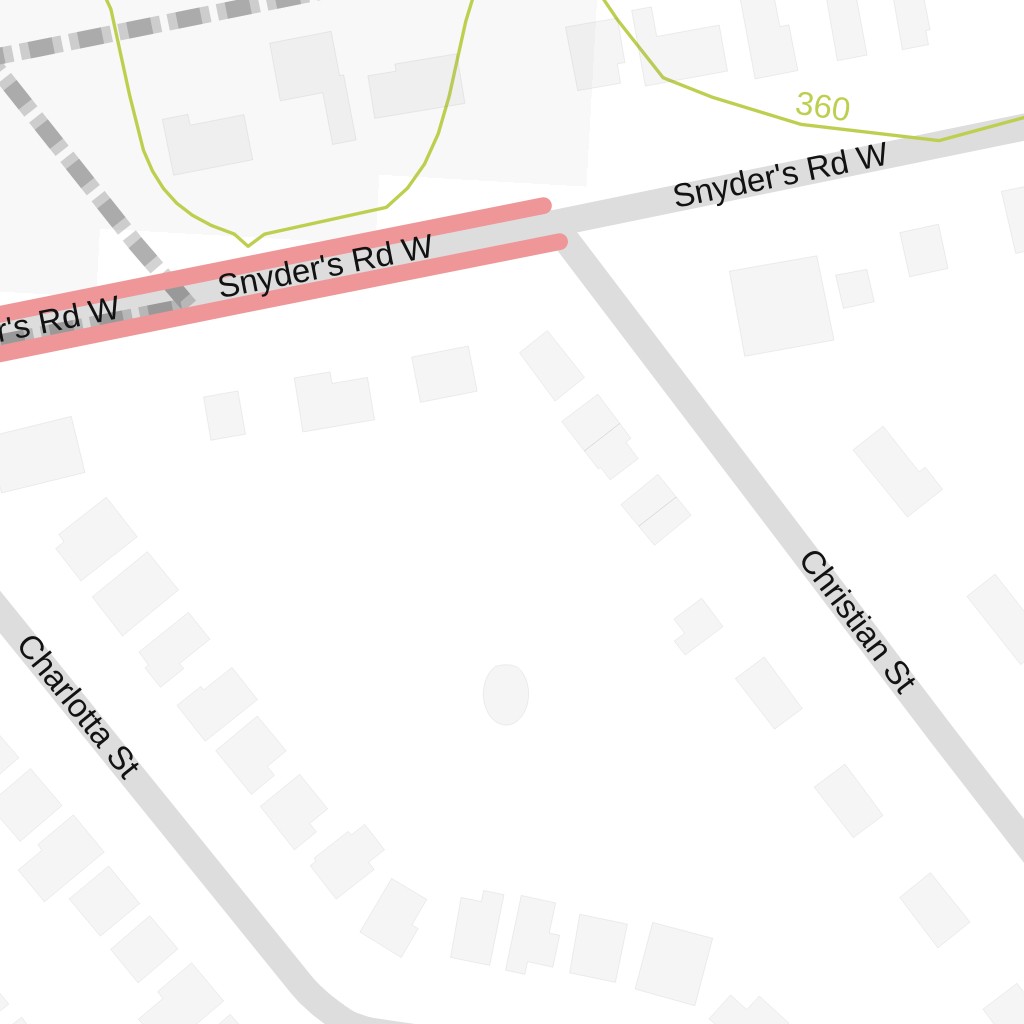 360
Snyder's Rd W
Snyder's Rd W
r's Rd W
Christian St
Charlotta St